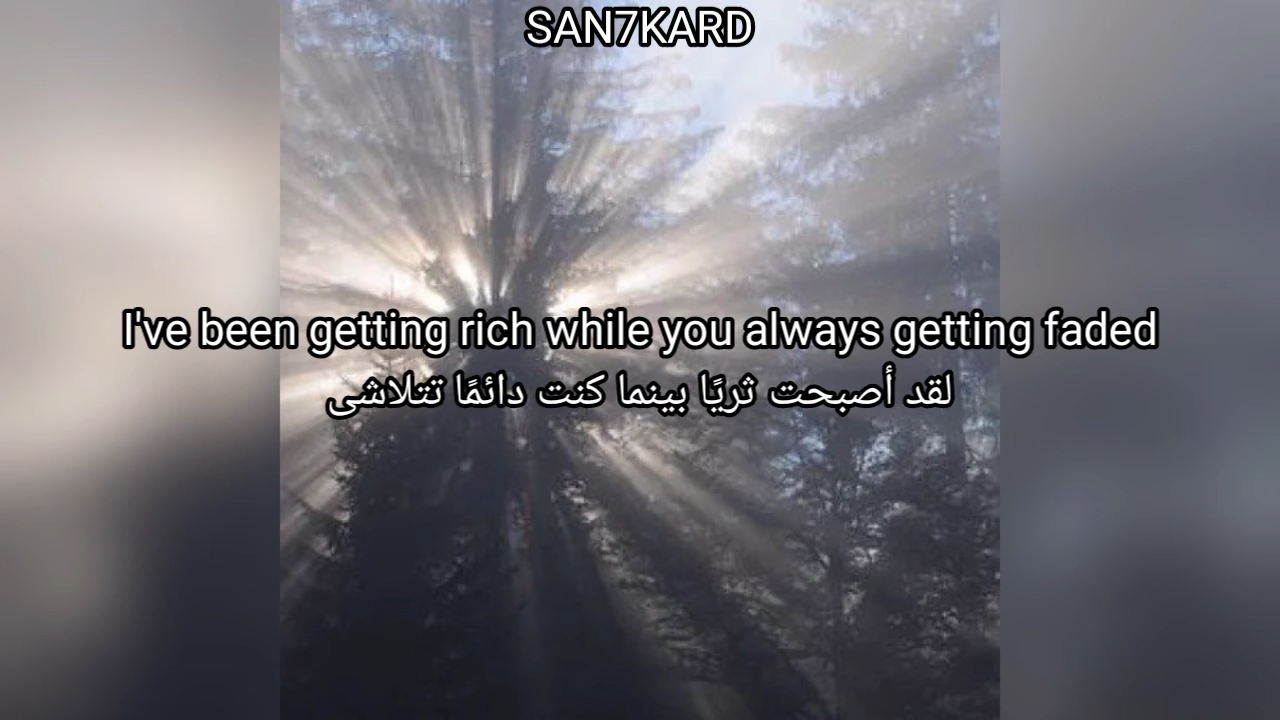 SAN7KARD
I've been getting rich while you always getting faded
لقد أصبحت ثريًا بينما كنت دائمًا تتلاشى